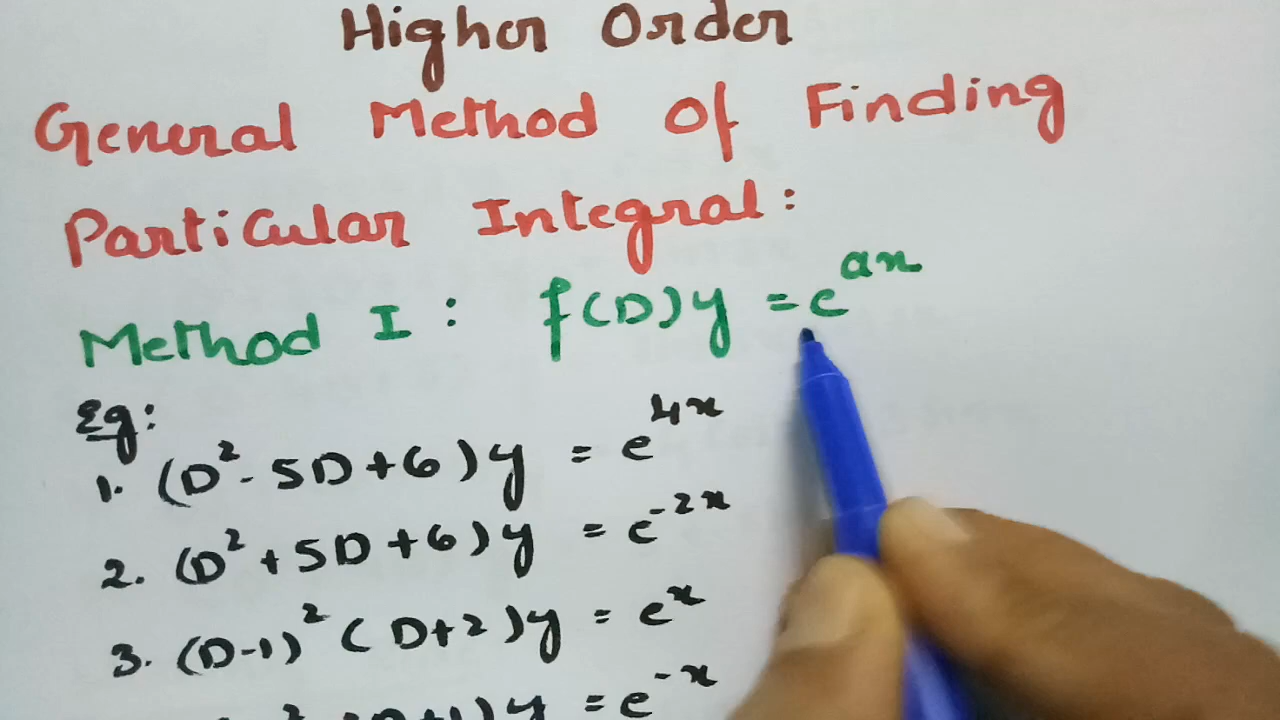 Higher Order
General Method of Finding
Particular Integral:
Method I: f(D)y = e^ax
Eg:
1. (D²- 5D+6)y = e^4x
2. (D²+5D+6)y = e^-2x
3. (D-1)² (D+2)y = e^x
+1)y = e^-x